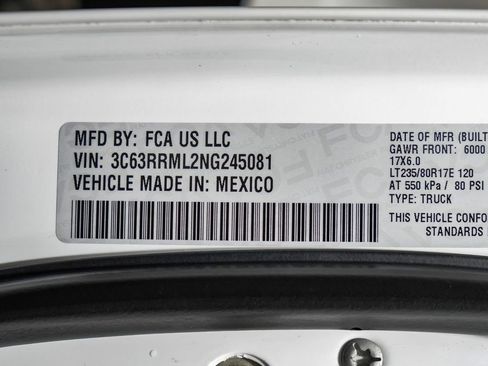 MFD BY: FCA US LLC
VIN: 3C63RRML2NG245081
VEHICLE MADE IN: MEXICO
DATE OF MFR (BUILT
GAWR FRONT: 6000
17X6.0
LT235/80R17E 120
AT 550 kPa / 80 PSI
TYPE: TRUCK
THIS VEHICLE CONFO
STANDARDS